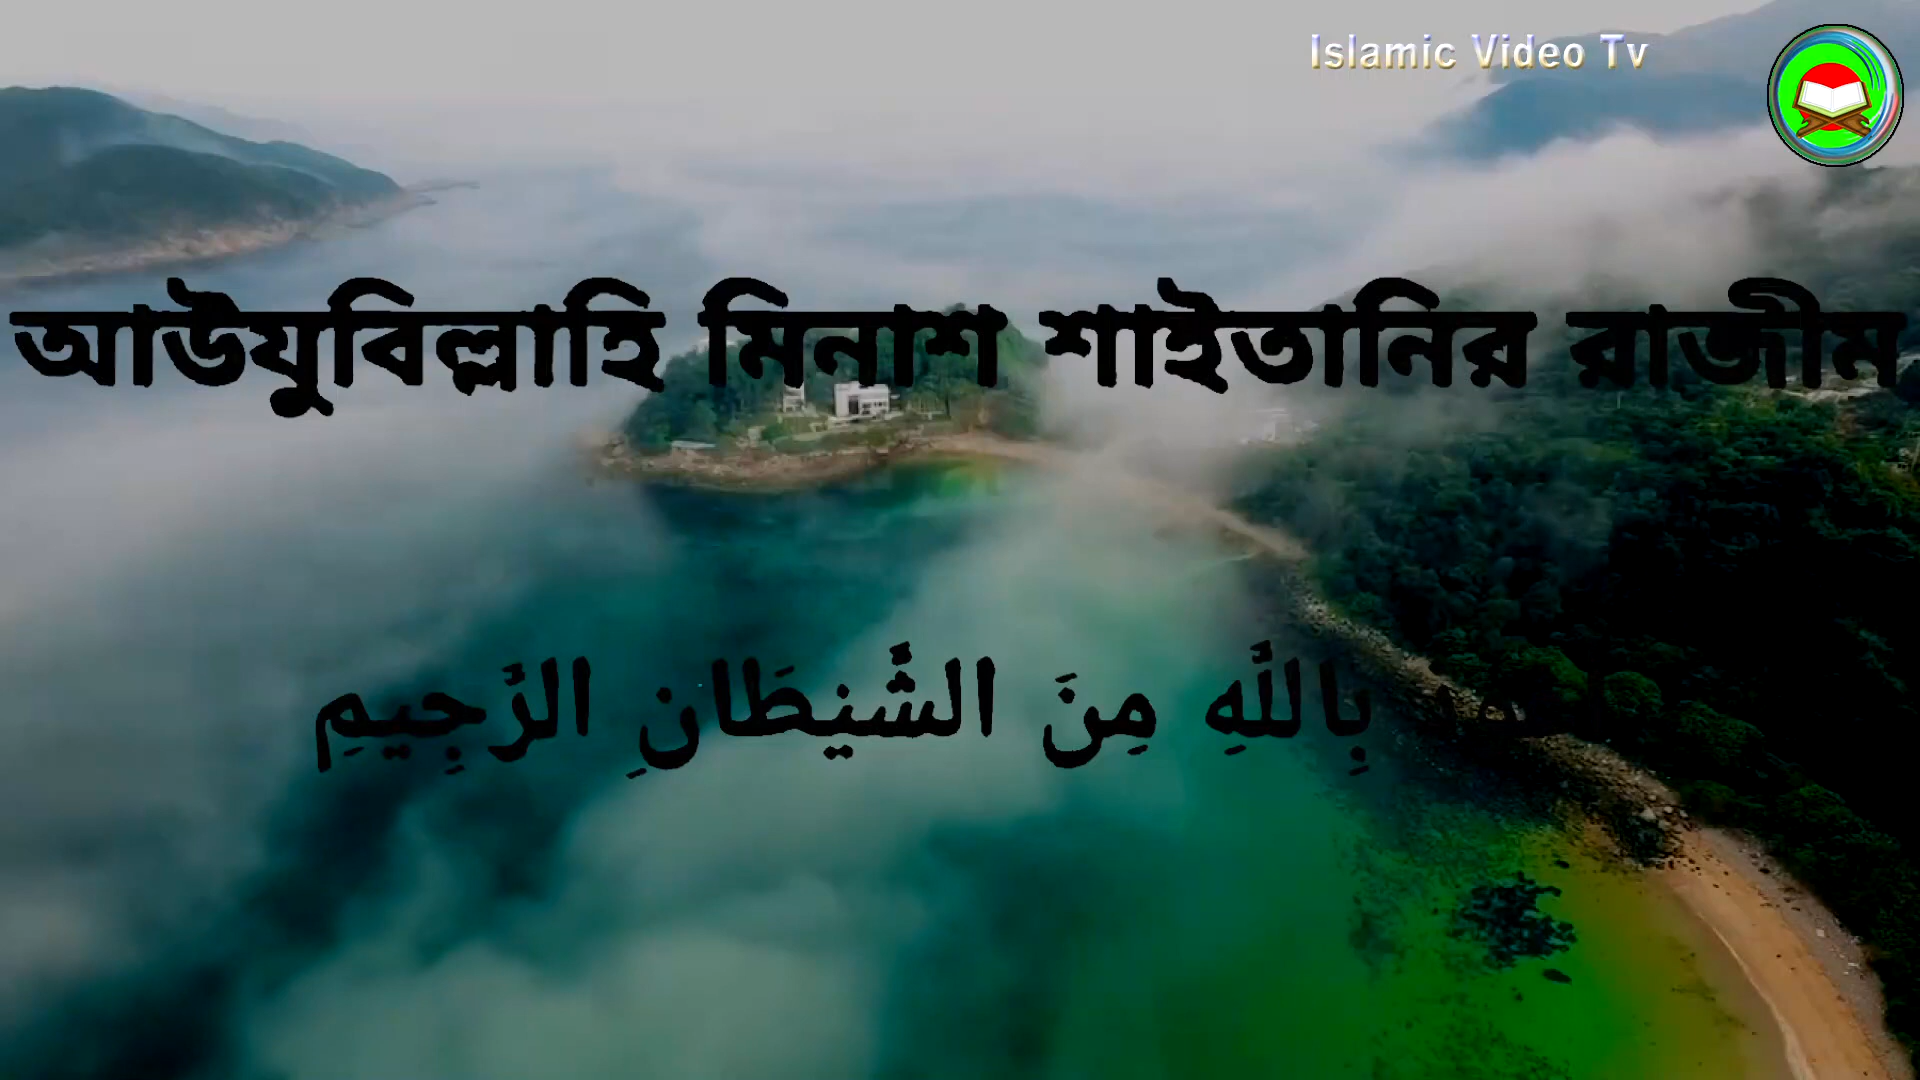 Islamic Video Tv
আউযুবিল্লাহি মিনাশ শাইতানির রাজীম
بِاللَّهِ مِنَ الشَّيطَانِ الرَّجِيمِ